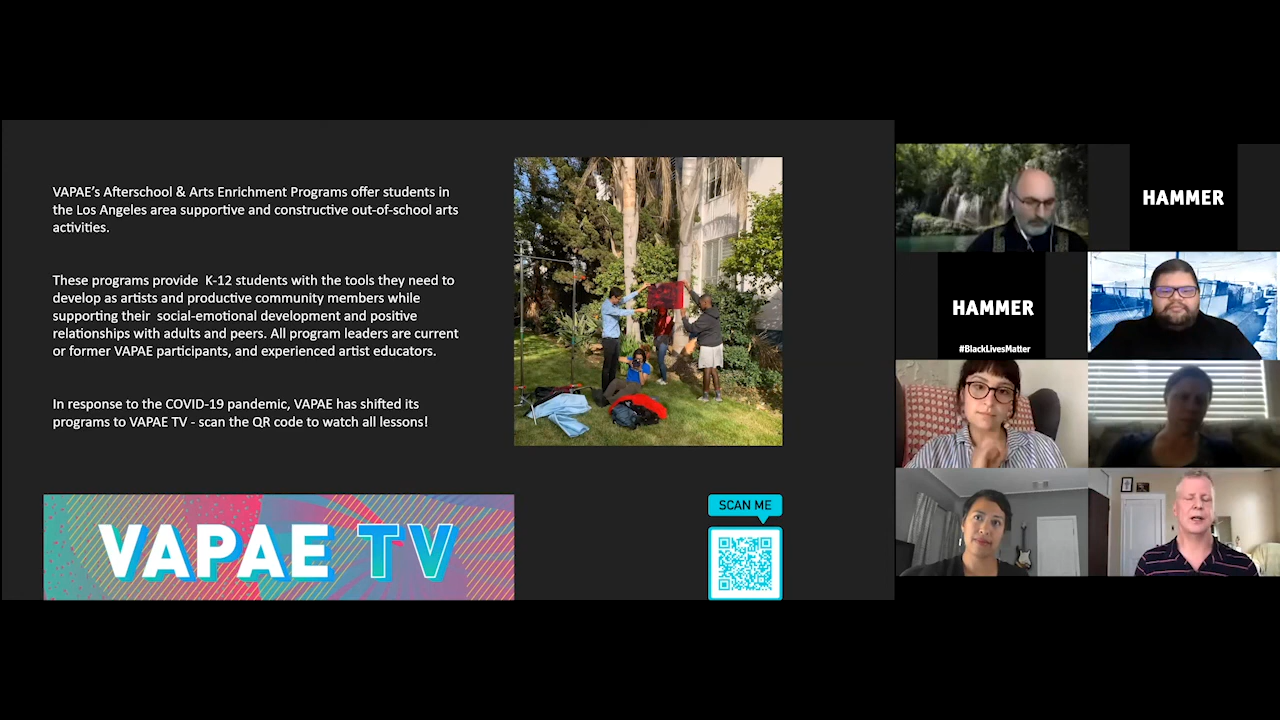 VAPAE’s Afterschool & Arts Enrichment Programs offer students in
the Los Angeles area supportive and constructive out-of-school arts
activities.
These programs provide  K-12 students with the tools they need to
develop as artists and productive community members while
supporting their  social-emotional development and positive
relationships with adults and peers. All program leaders are current
or former VAPAE participants, and experienced artist educators.
In response to the COVID-19 pandemic, VAPAE has shifted its
programs to VAPAE TV - scan the QR code to watch all lessons!
VAPAE TV
SCAN ME
HAMMER
HAMMER
#BlackLivesMatter